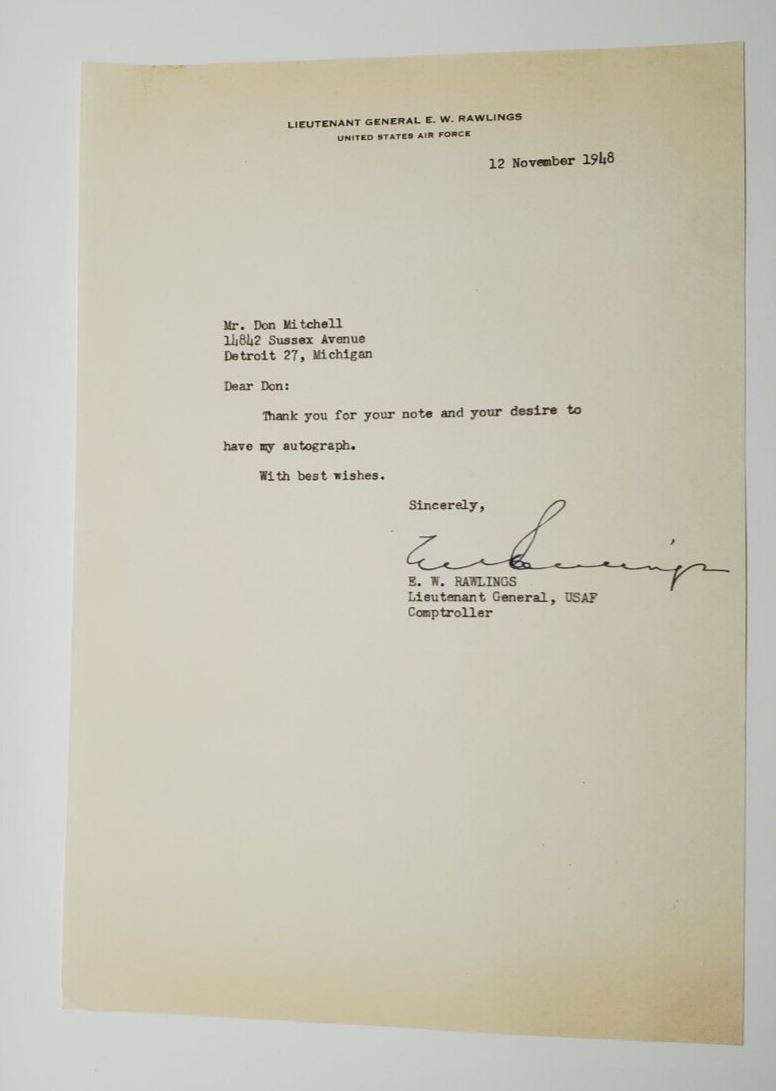 LIEUTENANT GENERAL E. W. RAWLINGS
UNITED STATES AIR FORCE
12 November 1948
Mr. Don Mitchell
14842 Sussex Avenue
Detroit 27, Michigan
Dear Don:
Thank you for your note and your desire to
have my autograph.
With best wishes.
Sincerely,
E W Rawlings
E. W. RAWLINGS
Lieutenant General, USAF
Comptroller